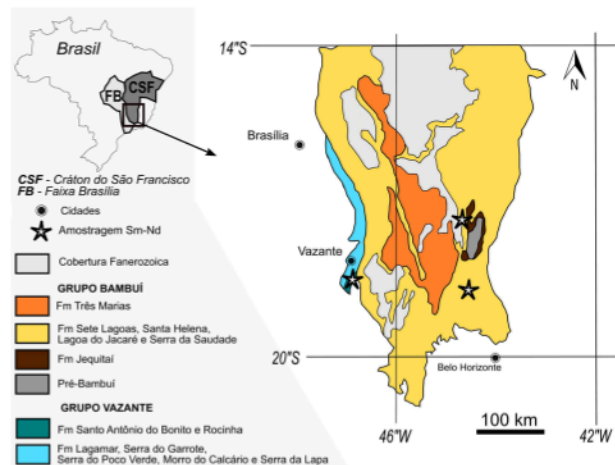 Brasil
CSF
FB
CSF - Cráton do São Francisco
FB - Faixa Brasília
Cidades
Amostragem Sm-Nd
Cobertura Fanerozoica
GRUPO BAMBUÍ
Fm Três Marias
Fm Sete Lagoas, Santa Helena,
Lagoa do Jacaré e Serra da Saudade
Fm Jequitaí
Pré-Bambuí
GRUPO VAZANTE
Fm Santo Antônio do Bonito e Rocinha
Fm Lagamar, Serra do Garrote,
Serra do Poco Verde, Morro do Calcário e Serra da Lapa
14°S
N
Brasília
Vazante
20°S
Belo Horizonte
46°W
100 km
42°W